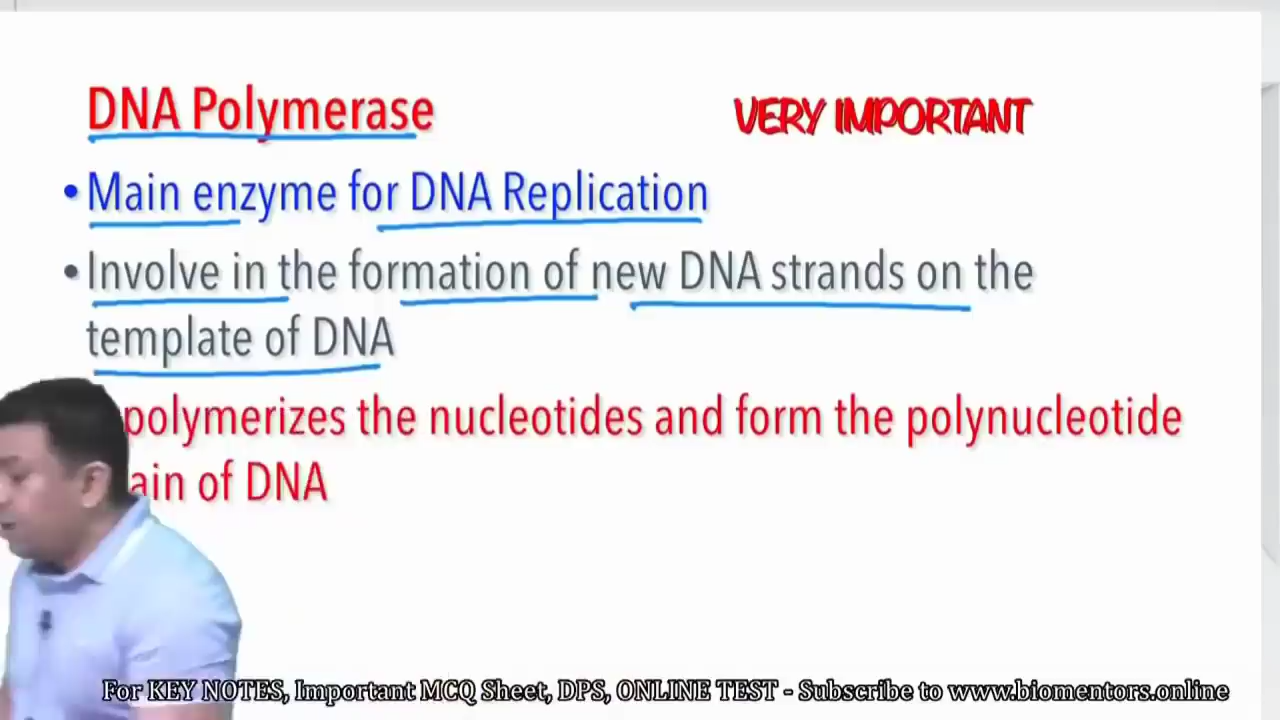 DNA Polymerase
VERY IMPORTANT
•Main enzyme for DNA Replication
•Involve in the formation of new DNA strands on the
template of DNA
polymerizes the nucleotides and form the polynucleotide
of DNA
For KEY NOTES, Important MCQ Sheet, DPS, ONLINE TEST - Subscribe to www.biomentors.online